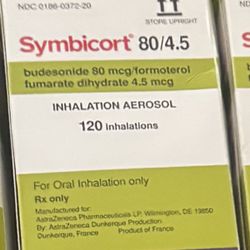 NDC 0186-0372-20
STORE UPRIGHT
Symbicort® 80/4.5
budesonide 80 mcg/formoterol
fumarate dihydrate 4.5 mcg
INHALATION AEROSOL
120 inhalations
For Oral Inhalation only
Rx only
Manufactured for:
AstraZeneca Pharmaceuticals LP, Wilmington, DE 19850
By: AstraZeneca Dunkerque Production
Dunkerque, France Product of France